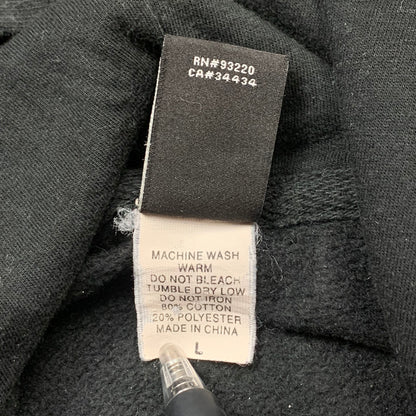 RN#93220
CA#34434
MACHINE WASH
WARM
DO NOT BLEACH
TUMBLE DRY LOW
DO NOT IRON
80% COTTON
20% POLYESTER
MADE IN CHINA
L